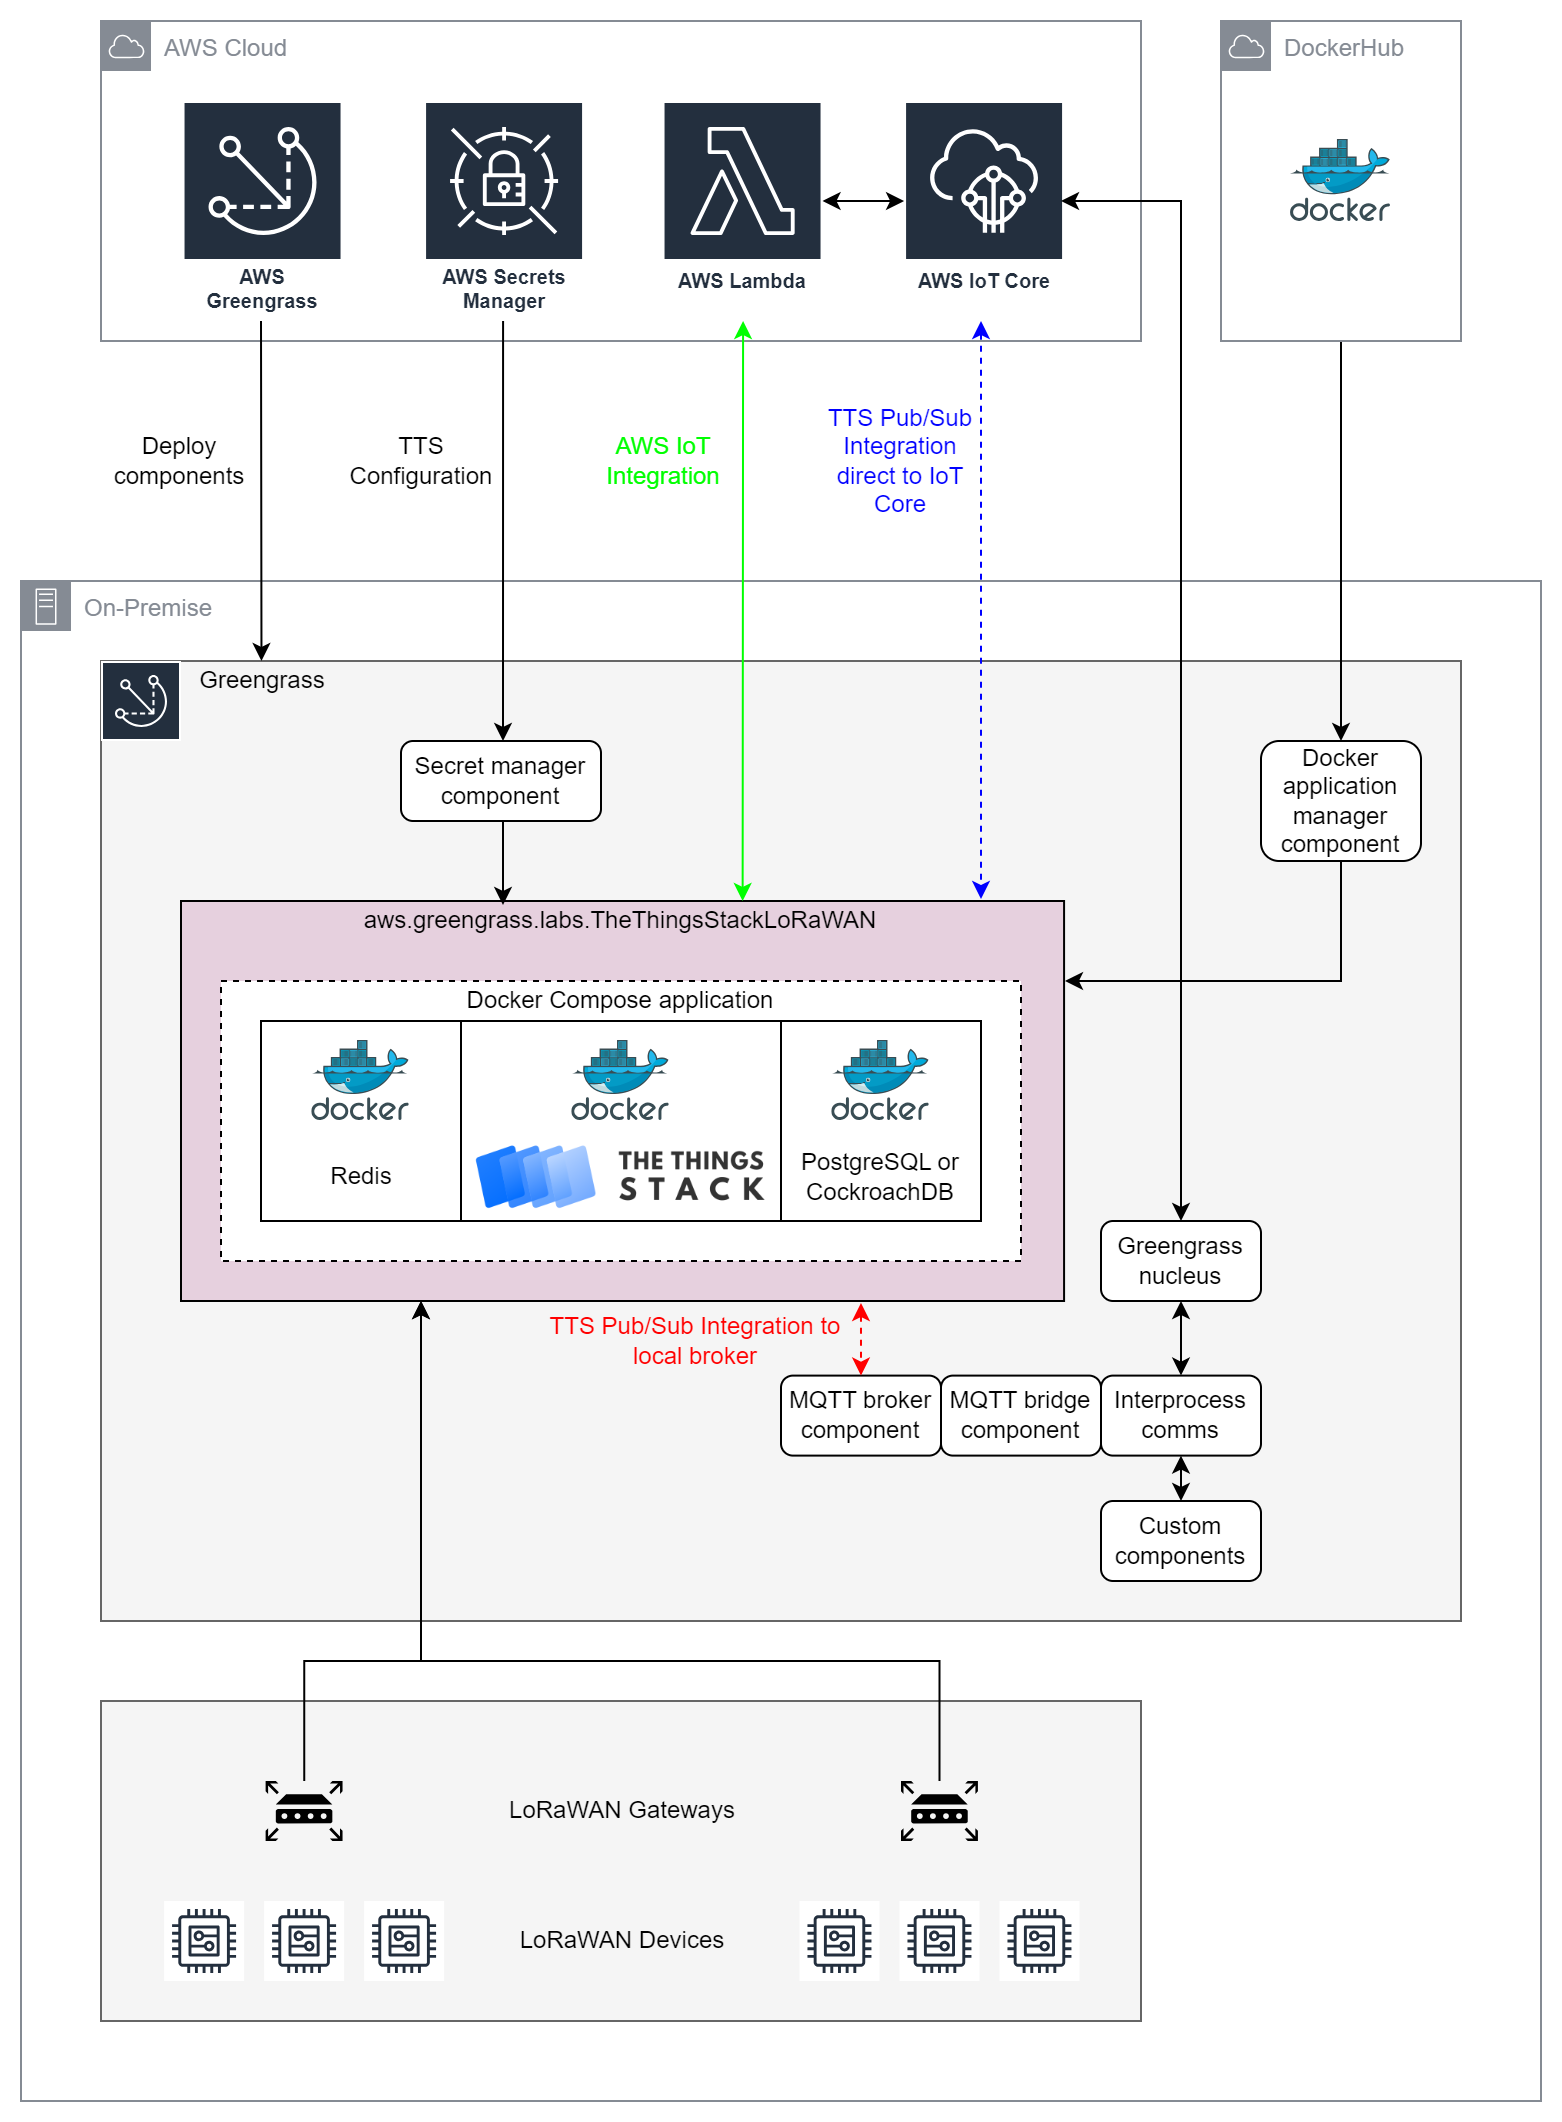 AWS Cloud
DockerHub
docker
AWS
Greengrass
AWS Secrets
Manager
AWS Lambda
AWS IoT Core
Deploy
components
TTS
Configuration
AWS IoT
Integration
TTS Pub/Sub
Integration
direct to IoT
Core
On-Premise
Greengrass
Secret manager
component
Docker
application
manager
component
aws.greengrass.labs.TheThingsStackLoRaWAN
Docker Compose application
docker
Redis
docker
THE THINGS
STACK
docker
PostgreSQL or
CockroachDB
Greengrass
nucleus
TTS Pub/Sub Integration to
local broker
MQTT broker
component
MQTT bridge
component
Interprocess
comms
Custom
components
LoRaWAN Gateways
LoRaWAN Devices